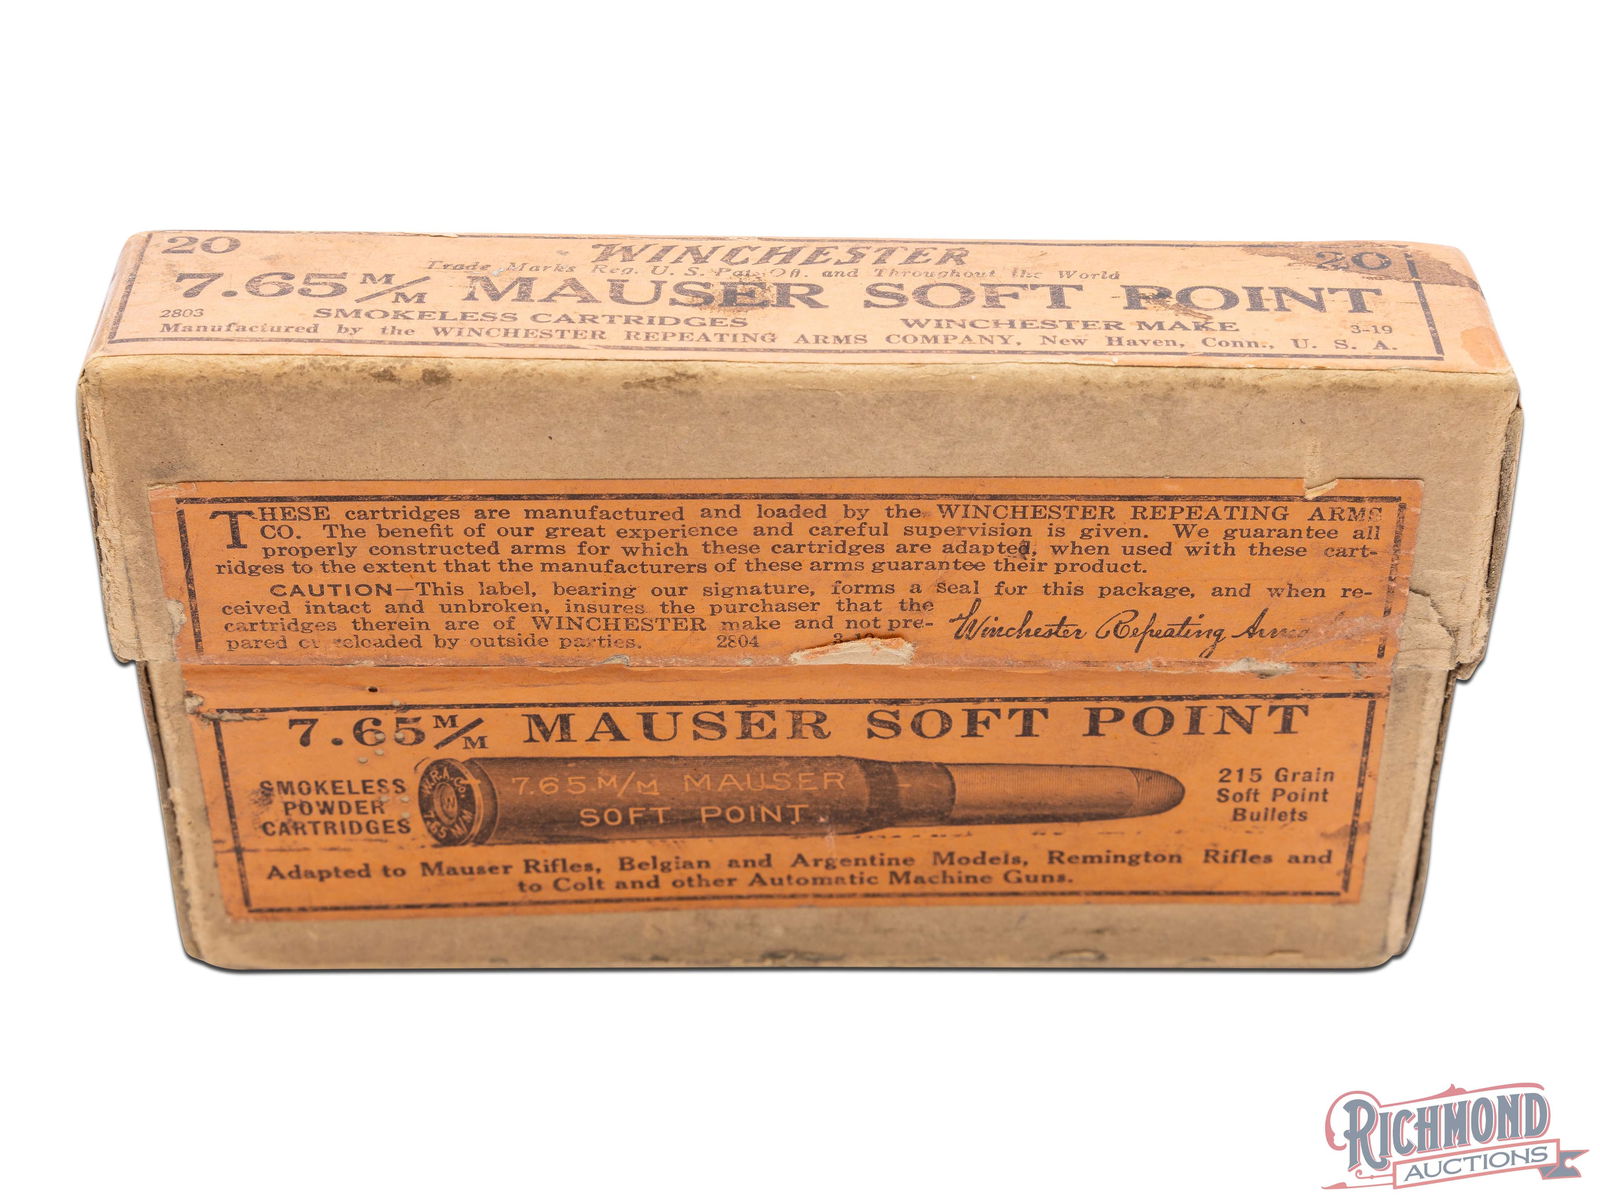 20 WINCHESTER 20
Trade Marks Reg. U. S. Pat. Off. and Throughout the World
7.65 M/M MAUSER SOFT POINT
SMOKELESS CARTRIDGES WINCHESTER MAKE
2803 3-19
Manufactured by the WINCHESTER REPEATING ARMS COMPANY, New Haven, Conn., U. S. A.
THESE cartridges are manufactured and loaded by the WINCHESTER REPEATING ARMS
CO. The benefit of our great experience and careful supervision is given. We guarantee all
properly constructed arms for which these cartridges are adapted, when used with these cart-
ridges to the extent that the manufacturers of these arms guarantee their product.
CAUTION—This label, bearing our signature, forms a seal for this package, and when re-
ceived intact and unbroken, insures the purchaser that the
cartridges therein are of WINCHESTER make and not pre-
pared or reloaded by outside parties. 2804
Winchester Repeating Arms
7.65 M/M MAUSER SOFT POINT
SMOKELESS
POWDER
CARTRIDGES
W.R.A. Co.
W
7.65 M/M
7.65 M/M MAUSER
SOFT POINT.
215 Grain
Soft Point
Bullets
Adapted to Mauser Rifles, Belgian and Argentine Models, Remington Rifles and
to Colt and other Automatic Machine Guns.
RICHMOND
AUCTIONS